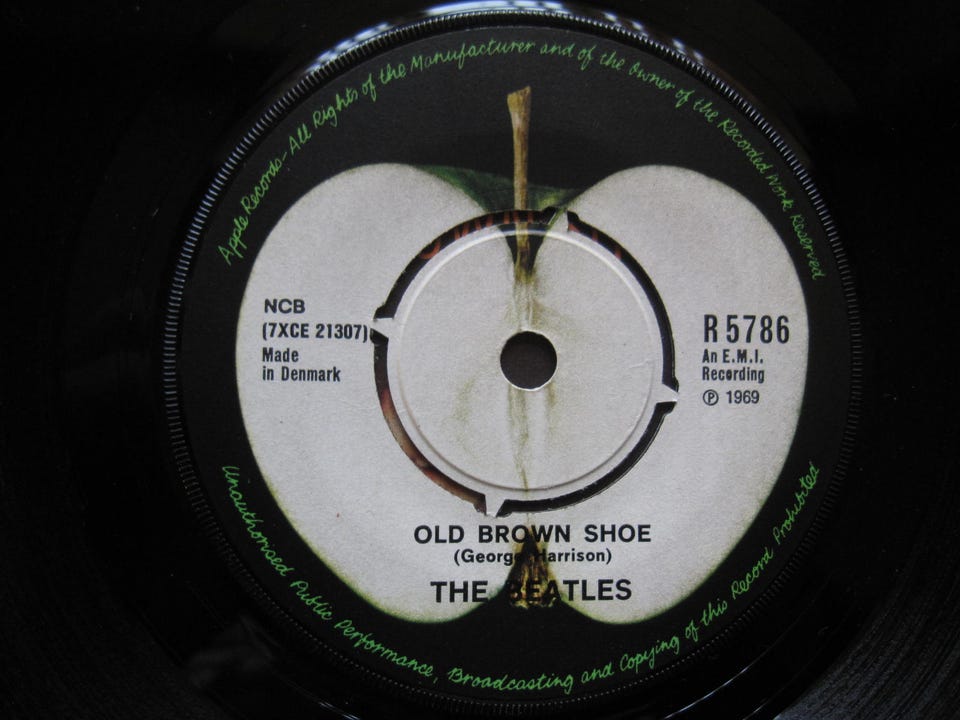 Apple Records - All Rights of the Manufacturer and of the Owner of the Recorded Work Reserved
NCB
(7XCE 21307)
Made
in Denmark
R 5786
An E.M.I.
Recording
℗ 1969
OLD BROWN SHOE
(George Harrison)
THE BEATLES
Unauthorised Public Performance, Broadcasting and Copying of this Record Prohibited